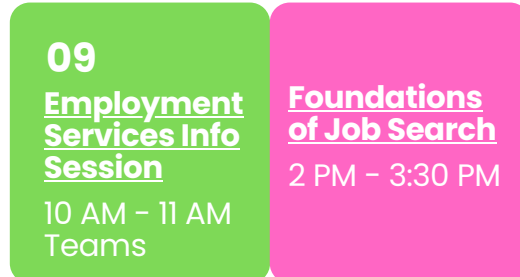 09
Employment
Services Info
Session
10 AM - 11 AM
Teams
Foundations
of Job Search
2 PM - 3:30 PM